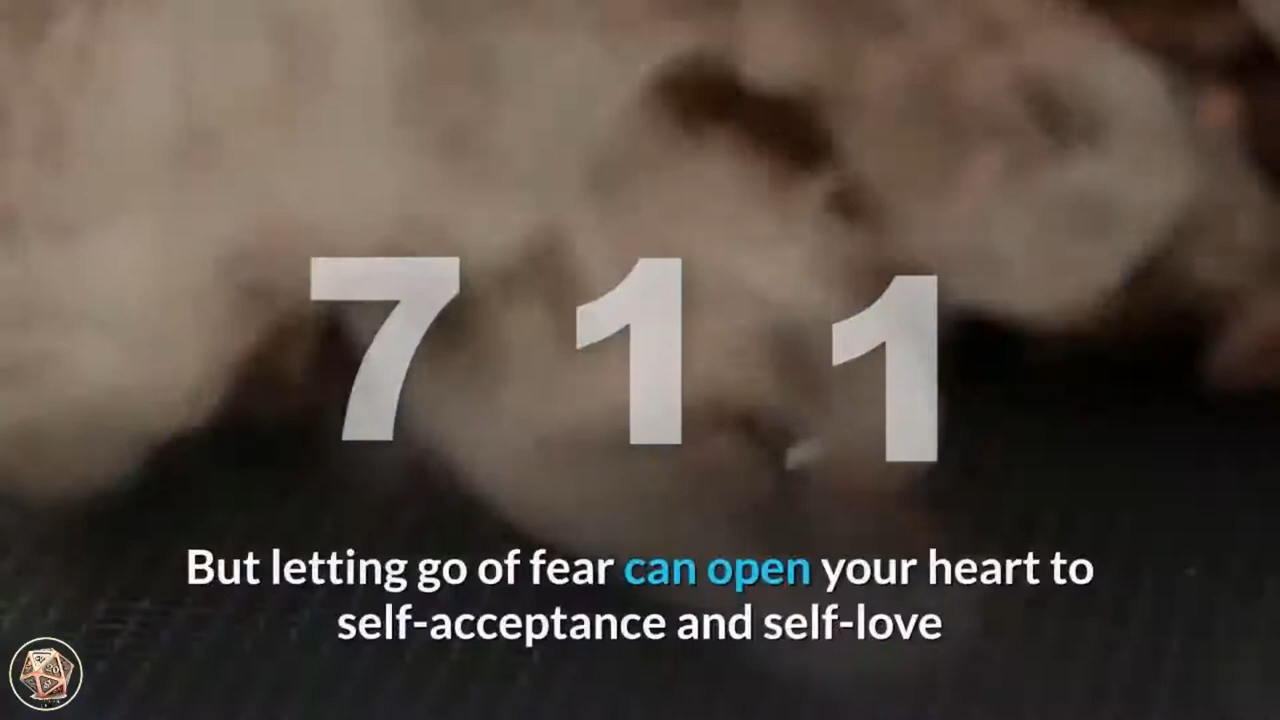 7 1 1
But letting go of fear can open your heart to
self-acceptance and self-love